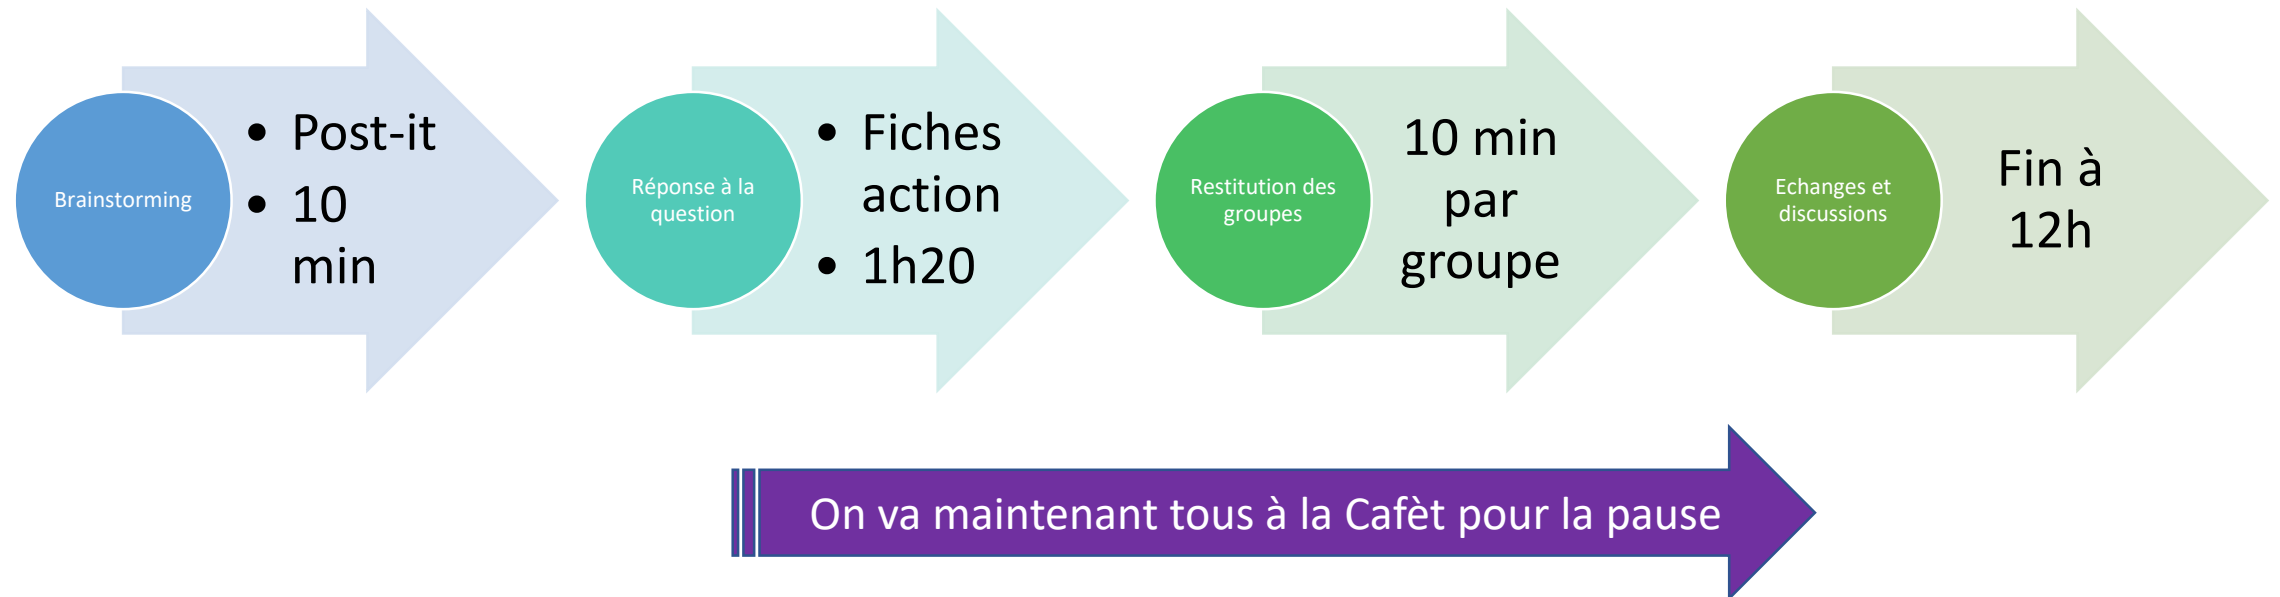 Brainstorming
• Post-it
• 10
min
Réponse à la
question
• Fiches
action
• 1h20
Restitution des
groupes
10 min
par
groupe
Echanges et
discussions
Fin à
12h
On va maintenant tous à la Cafèt pour la pause